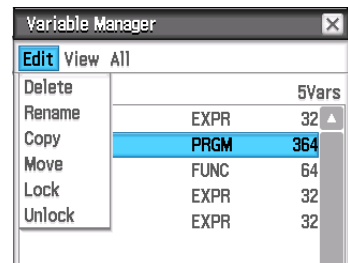 Variable Manager
Edit View All
Delete 5Vars
Rename EXPR 32
Copy PRGM 364
Move FUNC 64
Lock EXPR 32
Unlock EXPR 32